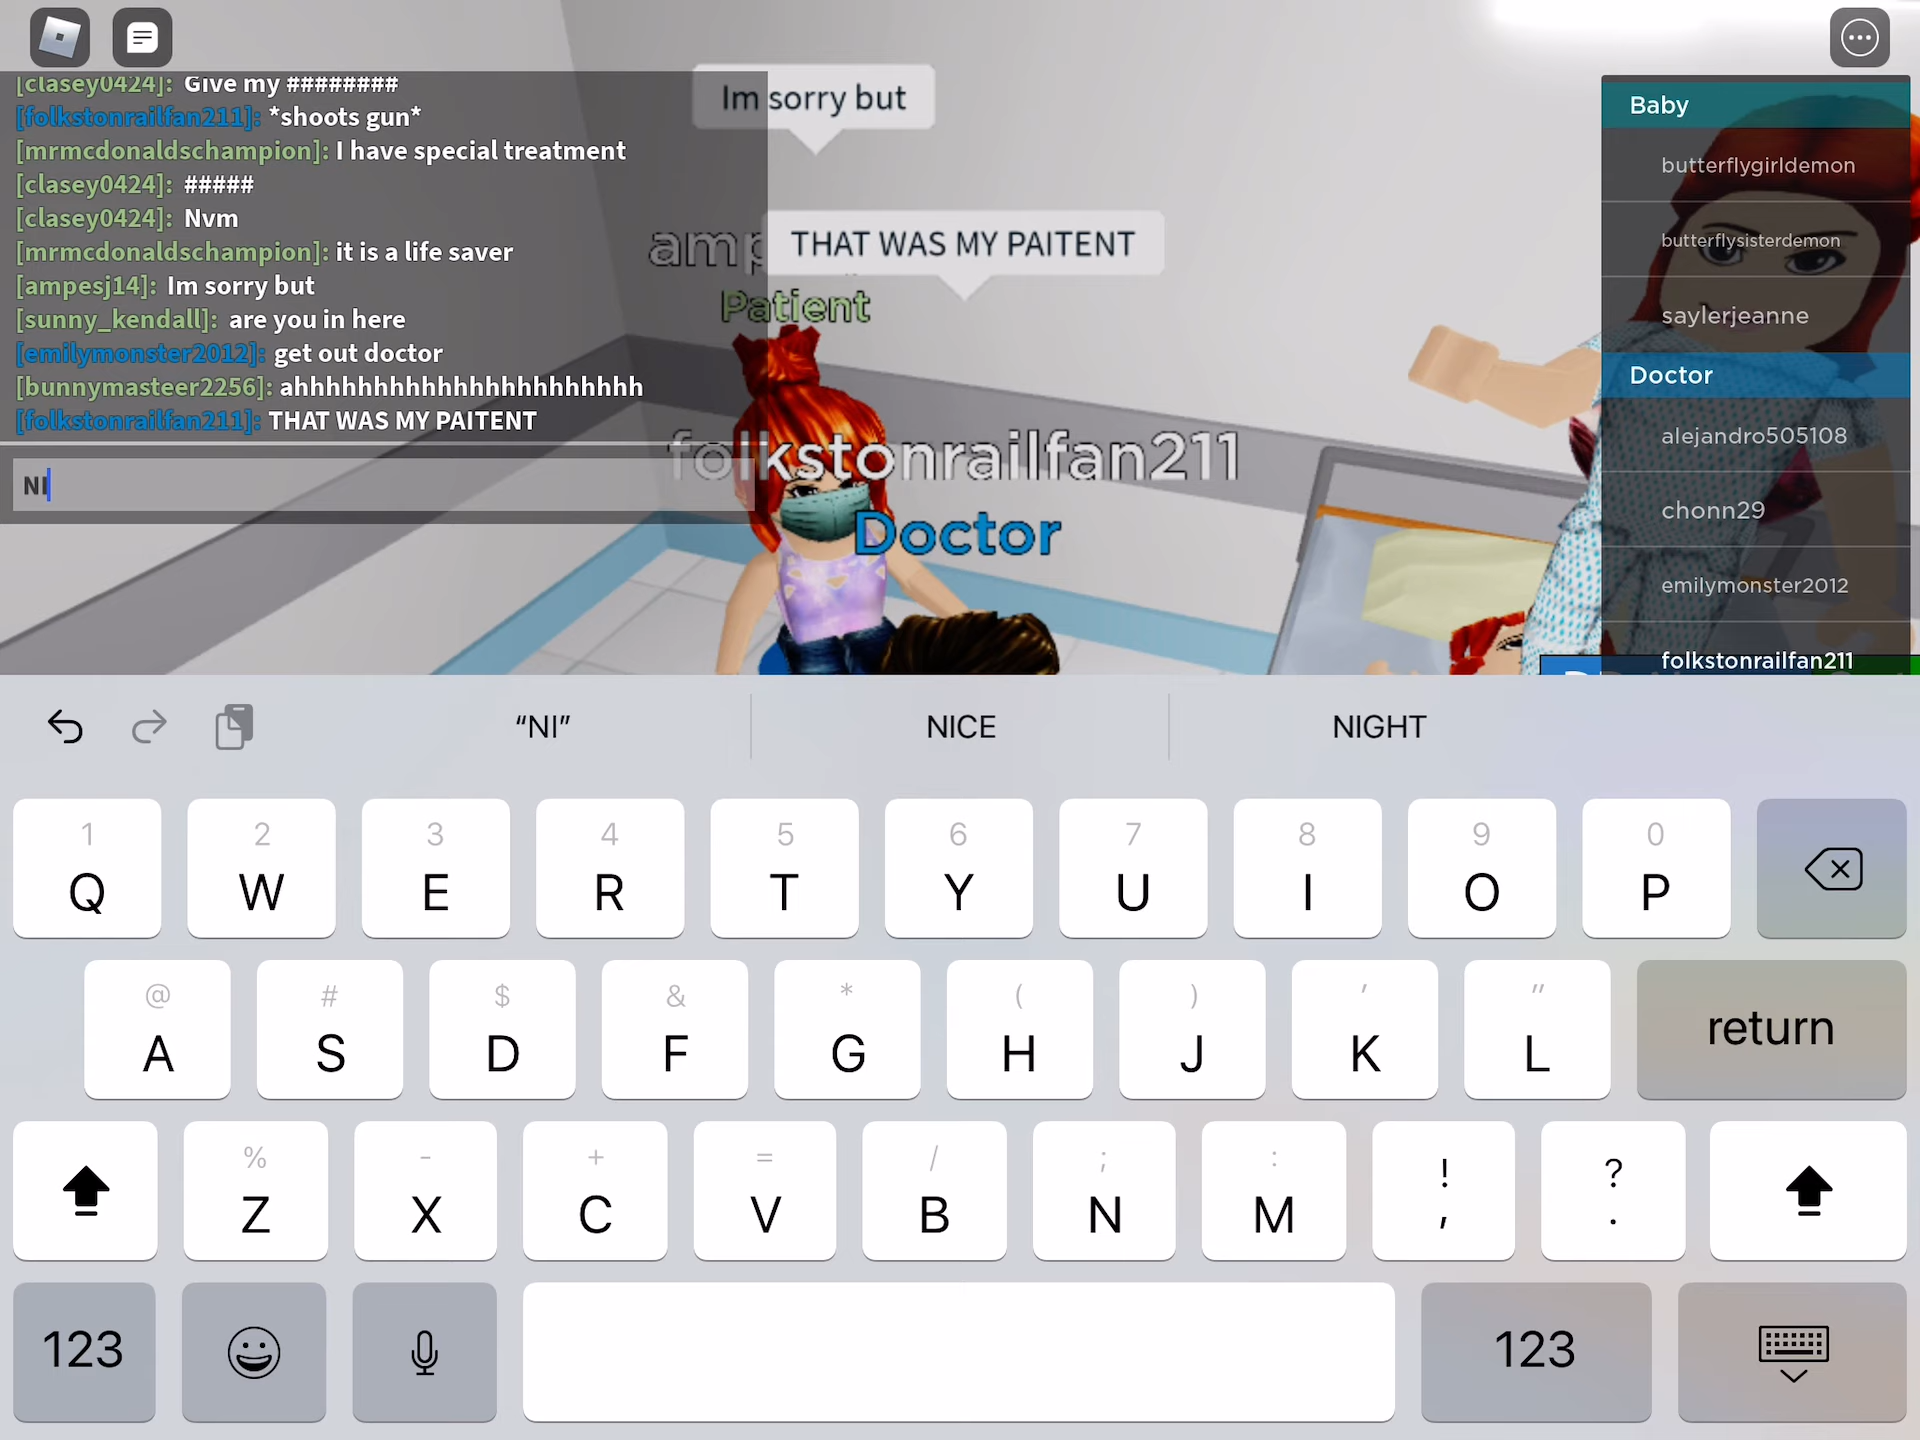 [clasey0424]: Give my ########
[folkstonrailfan211]: *shoots gun*
[mrmcdonaldschampion]: I have special treatment
[clasey0424]: #####
[clasey0424]: Nvm
[mrmcdonaldschampion]: it is a life saver
[ampesj14]: Im sorry but
[sunny_kendall]: are you in here
[emilymonster2012]: get out doctor
[bunnymasteer2256]: ahhhhhhhhhhhhhhhhhhhhhhh
[folkstonrailfan211]: THAT WAS MY PAITENT
NI
Im sorry but
THAT WAS MY PAITENT
amp
Patient
folkstonrailfan211
Doctor
Baby
butterflygirldemon
butterflysisterdemon
saylerjeanne
Doctor
alejandro505108
chonn29
emilymonster2012
folkstonrailfan211
“NI” NICE NIGHT
1 2 3 4 5 6 7 8 9 0
Q W E R T Y U I O P
@ # $ & * ( ) ' "
A S D F G H J K L return
% - + = / ; : ! ?
Z X C V B N M , .
123 123